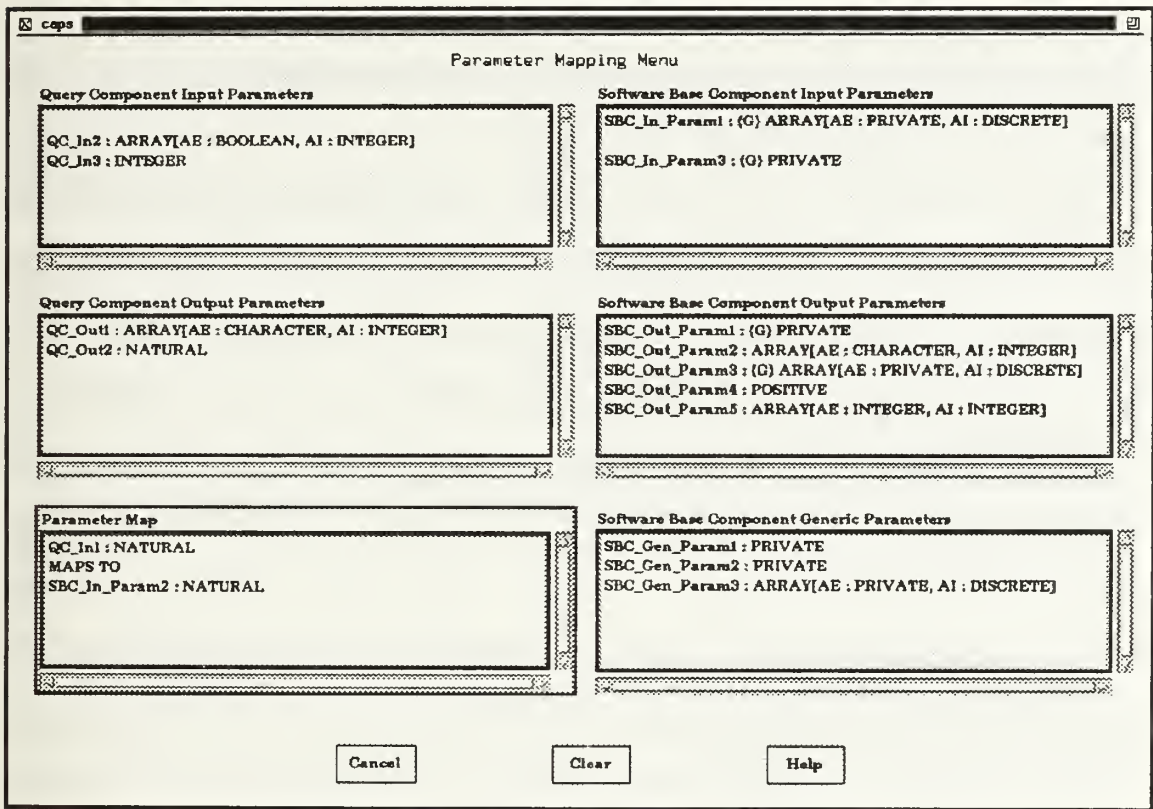 caps
Parameter Mapping Menu
Query Component Input Parameters
QC_In2 : ARRAY[AE : BOOLEAN, AI : INTEGER]
QC_In3 : INTEGER
Software Base Component Input Parameters
SBC_In_Param1 : {G} ARRAY[AE : PRIVATE, AI : DISCRETE]
SBC_In_Param3 : {G} PRIVATE
Query Component Output Parameters
QC_Out1 : ARRAY[AE : CHARACTER, AI : INTEGER]
QC_Out2 : NATURAL
Software Base Component Output Parameters
SBC_Out_Param1 : {G} PRIVATE
SBC_Out_Param2 : ARRAY[AE : CHARACTER, AI : INTEGER]
SBC_Out_Param3 : {G} ARRAY[AE : PRIVATE, AI : DISCRETE]
SBC_Out_Param4 : POSITIVE
SBC_Out_Param5 : ARRAY[AE : INTEGER, AI : INTEGER]
Parameter Map
QC_In1 : NATURAL
MAPS TO
SBC_In_Param2 : NATURAL
Software Base Component Generic Parameters
SBC_Gen_Param1 : PRIVATE
SBC_Gen_Param2 : PRIVATE
SBC_Gen_Param3 : ARRAY[AE : PRIVATE, AI : DISCRETE]
Cancel
Clear
Help